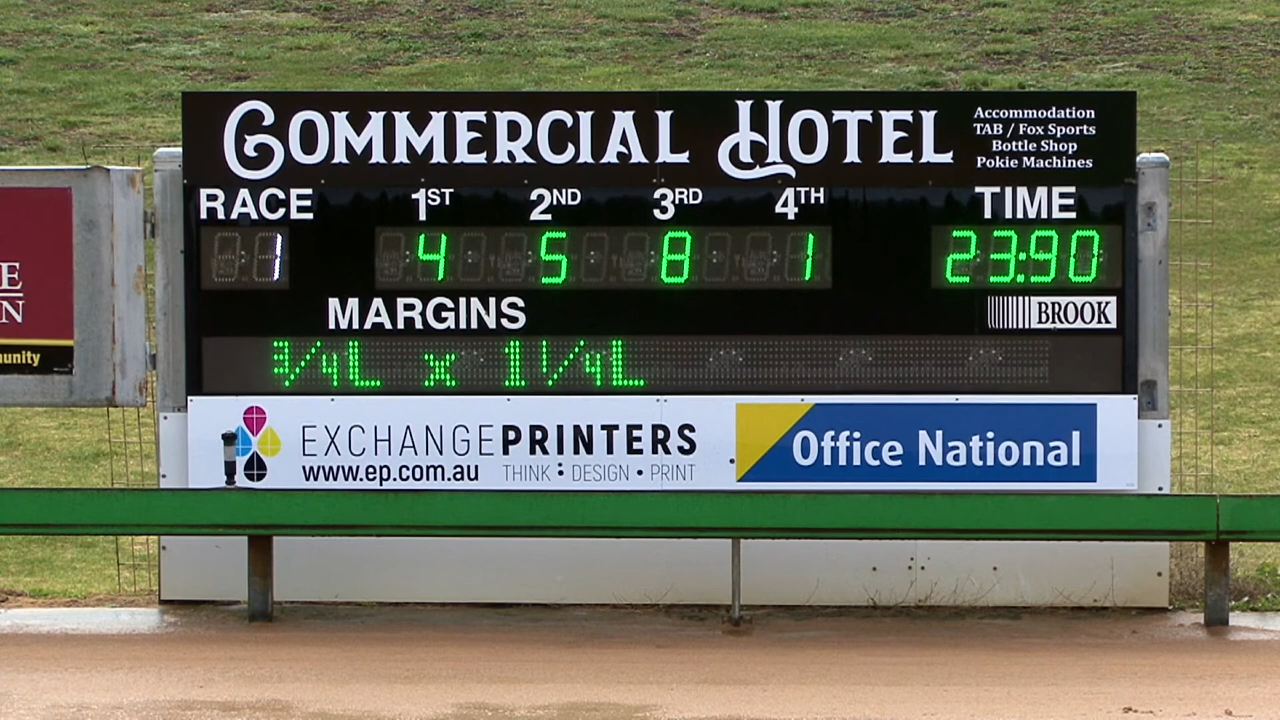 COMMERCIAL HOTEL
Accommodation
TAB / Fox Sports
Bottle Shop
Pokie Machines
RACE 1ST 2ND 3RD 4TH TIME
1 4 5 8 1 23:90
MARGINS
BROOK
3/4L x 1 1/4L
EXCHANGEPRINTERS
www.ep.com.au THINK • DESIGN • PRINT
Office National
E
N
unity